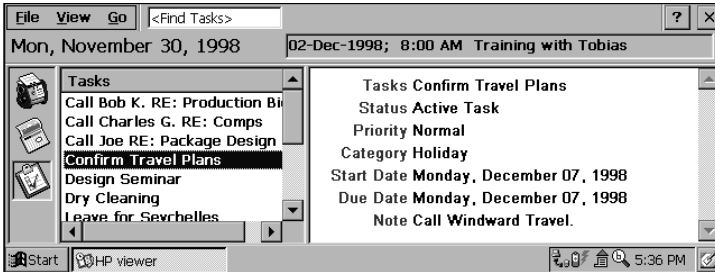 File View Go <Find Tasks> ?
Mon, November 30, 1998 02-Dec-1998; 8:00 AM Training with Tobias
Tasks
Call Bob K. RE: Production
Call Charles G. RE: Comps
Call Joe RE: Package Design
Confirm Travel Plans
Design Seminar
Dry Cleaning
Leave for Seychelles
Tasks Confirm Travel Plans
Status Active Task
Priority Normal
Category Holiday
Start Date Monday, December 07, 1998
Due Date Monday, December 07, 1998
Note Call Windward Travel.
Start HP viewer 5:36 PM